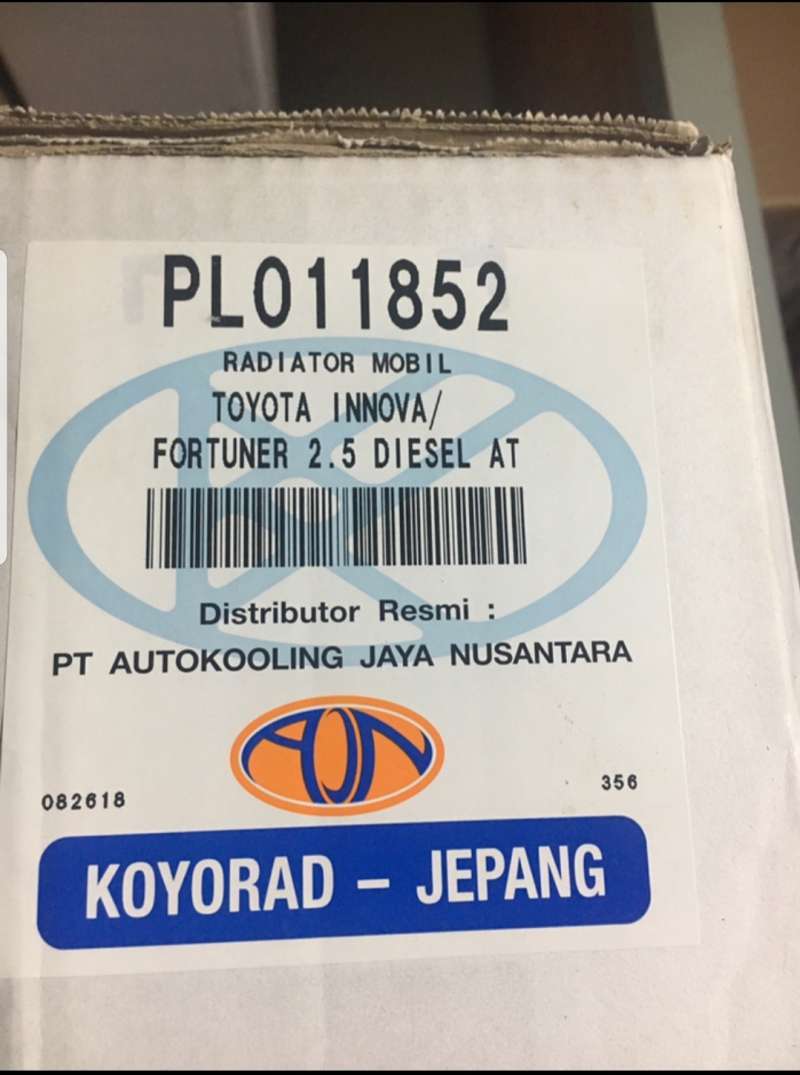 PL011852
RADIATOR MOBIL
TOYOTA INNOVA/
FORTUNER 2.5 DIESEL AT
Distributor Resmi :
PT AUTOKOOLING JAYA NUSANTARA
AJN
082618
356
KOYORAD – JEPANG